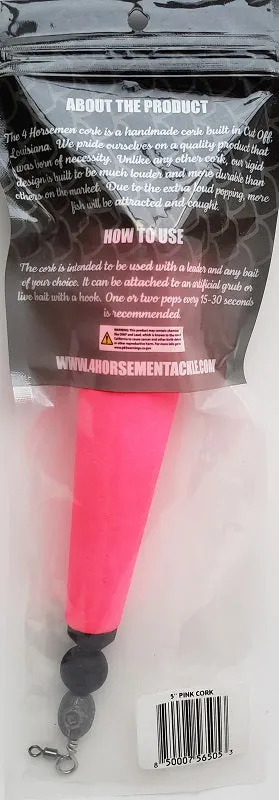 ABOUT THE PRODUCT
The 4 Horsemen cork is a handmade cork built in Cut Off,
Louisiana. We pride ourselves on a quality product that
was born of necessity. Unlike any other cork, our rigid
design is built to be much louder and more durable than
others on the market. Due to the extra loud popping, more
fish will be attracted and caught.
HOW TO USE
The cork is intended to be used with a leader and any bait
of your choice. It can be attached to an artificial grub or
live bait with a hook. One or two pops every 15-30 seconds
is recommended.
WWW.4HORSEMENTACKLE.COM
5" PINK CORK
8 50007 56505 3